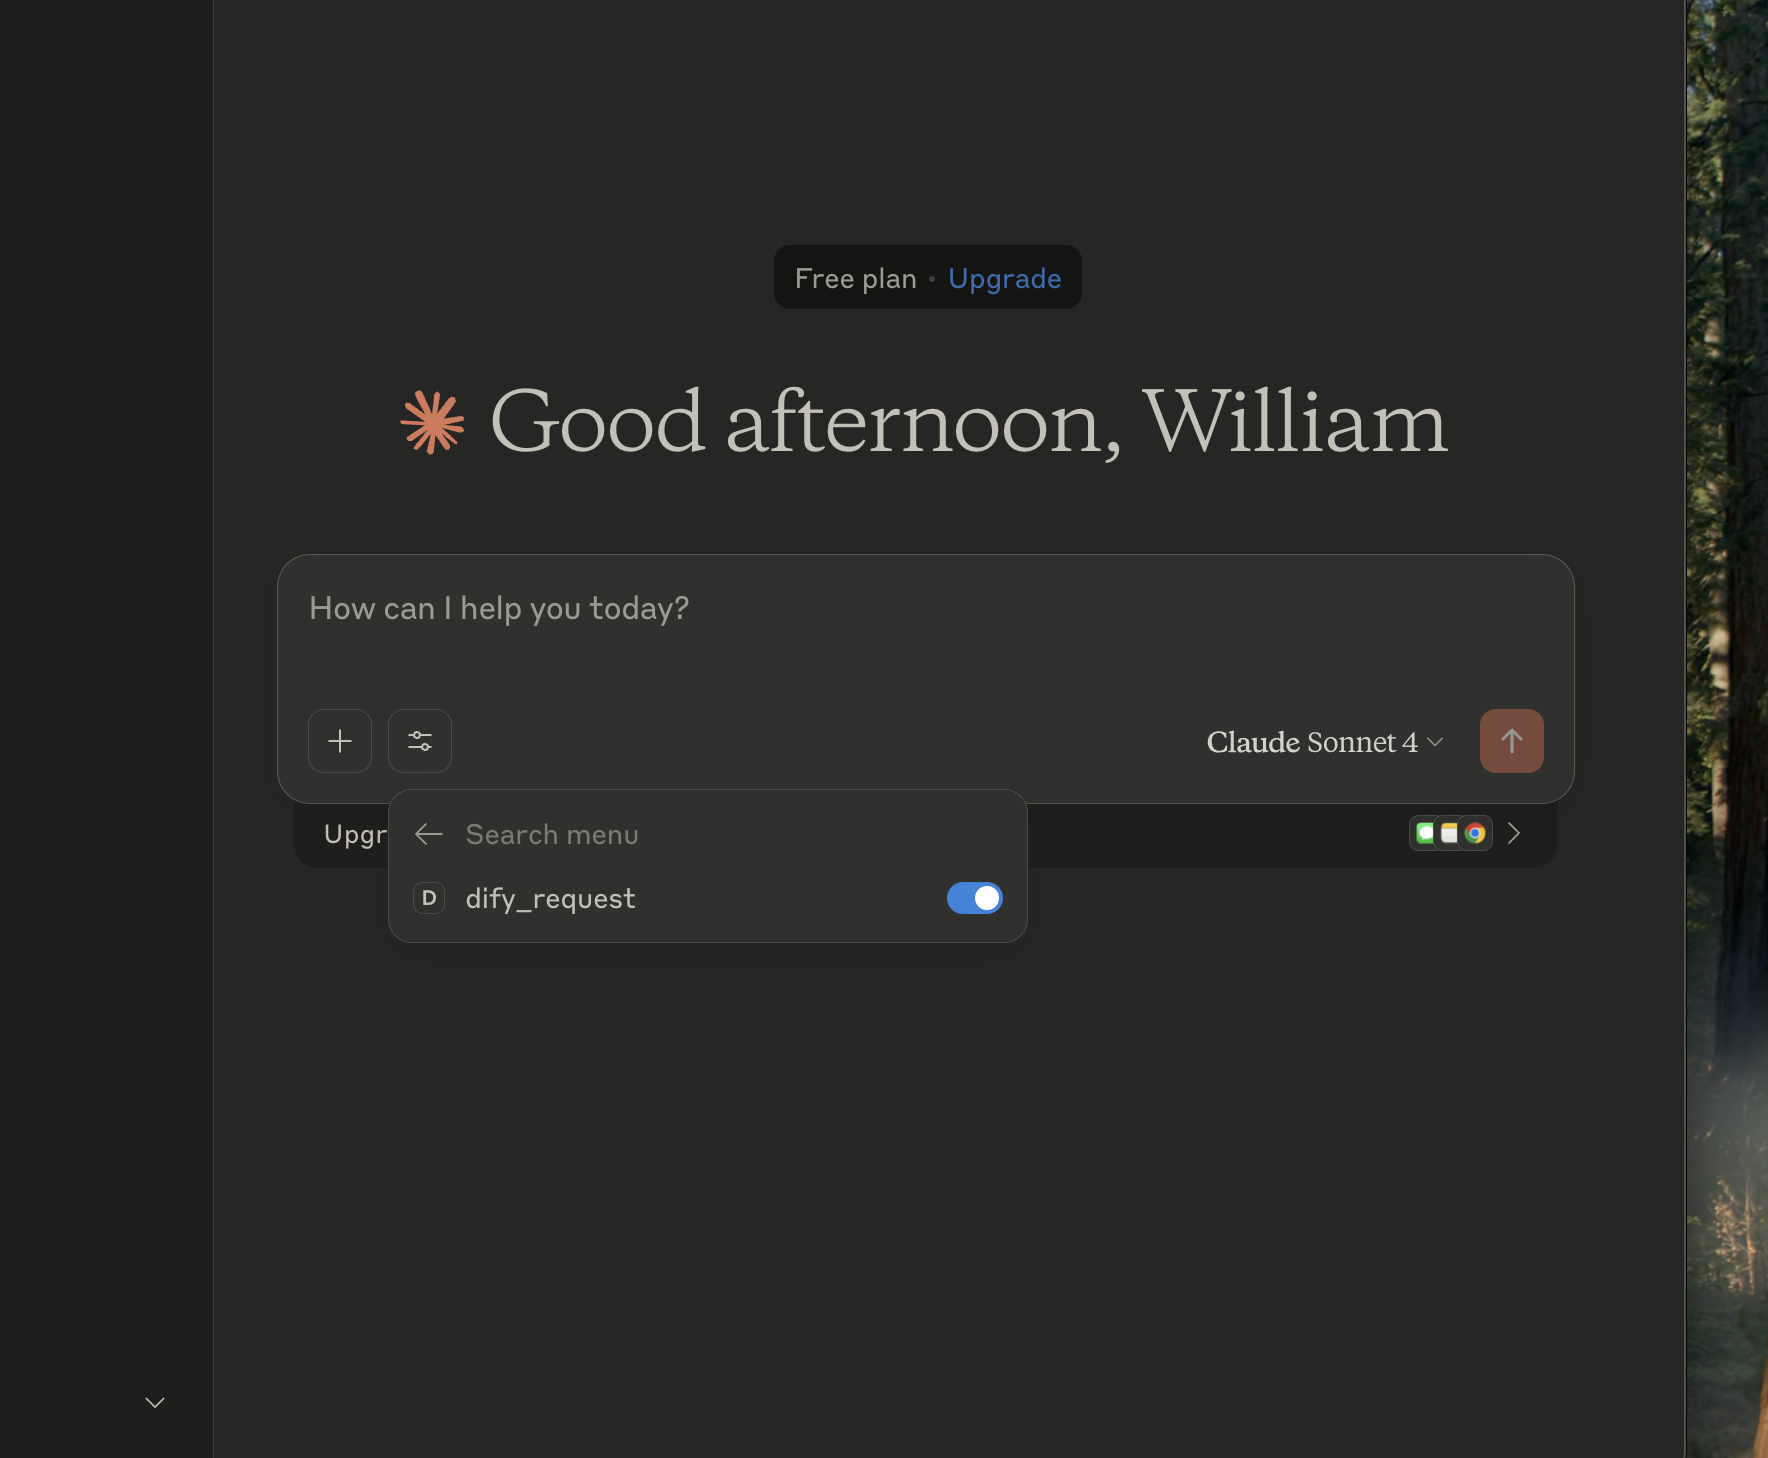 Free plan • Upgrade
Good afternoon, William
How can I help you today?
Claude Sonnet 4
Upgr
Search menu
D dify_request